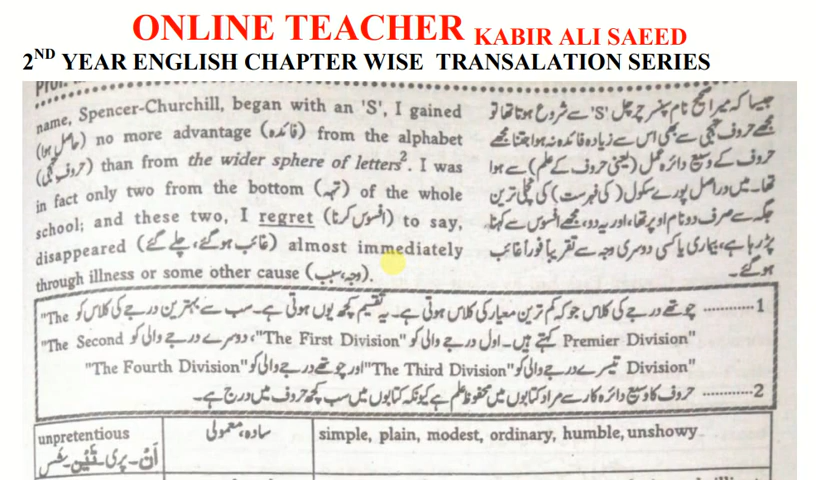 ONLINE TEACHER KABIR ALI SAEED
2ND YEAR ENGLISH CHAPTER WISE TRANSALATION SERIES
name, Spencer-Churchill, began with an 'S', I gained
(حاصل ہوا) no more advantage (فائدہ) from the alphabet
(حروف تہجی) than from the wider sphere of letters2. I was
in fact only two from the bottom (تہہ) of the whole
school; and these two, I regret (افسوس کرنا) to say,
disappeared (غائب ہوگئے، چلے گئے) almost immediately
through illness or some other cause (وجہ، سبب).
جیسا کہ میرا صحیح نام سپنسر چرچل 'S' سے شروع ہوتا تھا تو
مجھے حروف تہجی سے بھی اس سے زیادہ فائدہ نہ ہوا جتنا مجھے
حروف کے وسیع دائرہ عمل (یعنی حروف کے علم) سے ہوا
تھا۔ میں دراصل پورے سکول (کی فہرست) کی نچلی ترین
جگہ سے صرف دو نام اوپر تھا، اور یہ دو، مجھے افسوس سے کہنا
پڑ رہا ہے، بیماری یا کسی دوسری وجہ سے تقریباً فوراً غائب
ہوگئے۔
1 ............ چوتھے درجے کی کلاس جو کہ کم ترین معیار کی کلاس ہوتی ہے۔ یہ تقسیم کچھ یوں ہوتی ہے۔ سب سے بہترین درجے کی کلاس کو "The
Premier Division" کہتے ہیں۔ اول درجے والی کو "The First Division"، دوسرے درجے والی کو "The Second
Division" تیسرے درجے والی کو "The Third Division" اور چوتھے درجے والی کو "The Fourth Division"
2 ............ حروف کا وسیع دائرہ کار سے مراد کتابوں میں محفوظ علم ہے کیونکہ کتابوں میں سب کچھ حروف میں درج ہے۔
unpretentious سادہ، معمولی simple, plain, modest, ordinary, humble, unshowy